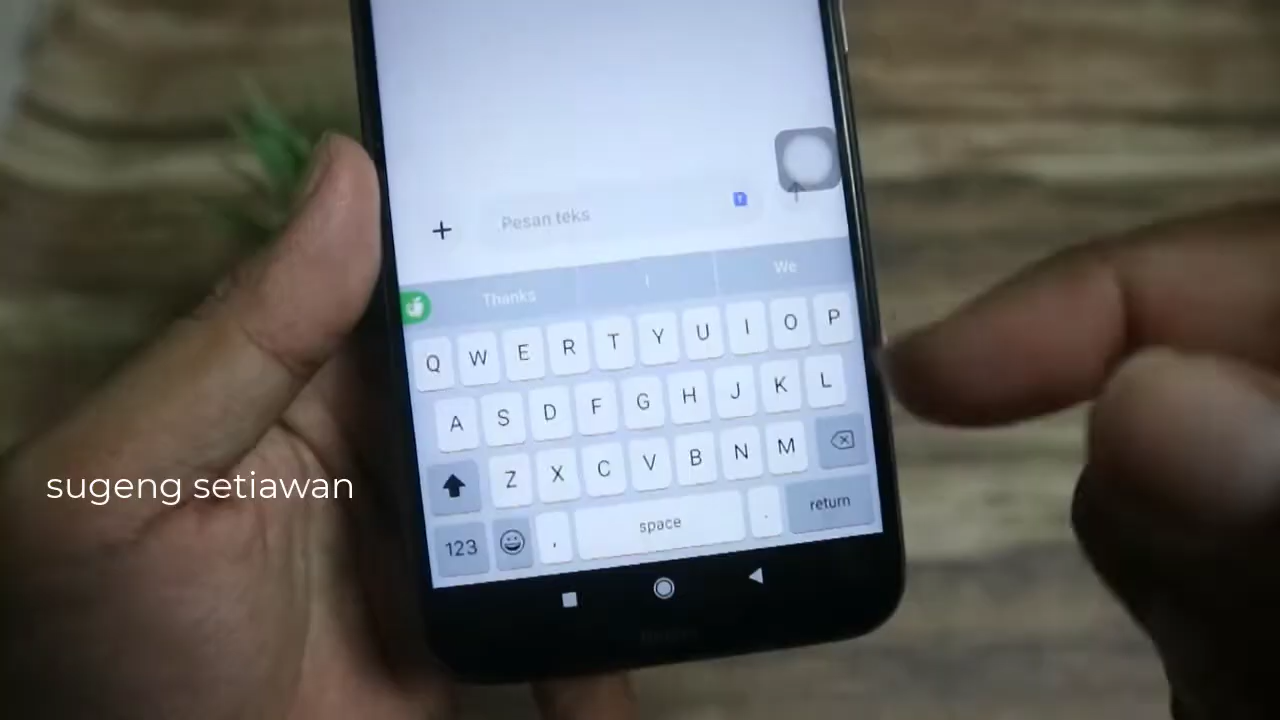 Pesan teks
Thanks I We
Q W E R T Y U I O P
A S D F G H J K L
Z X C V B N M
123 , space . return
sugeng setiawan